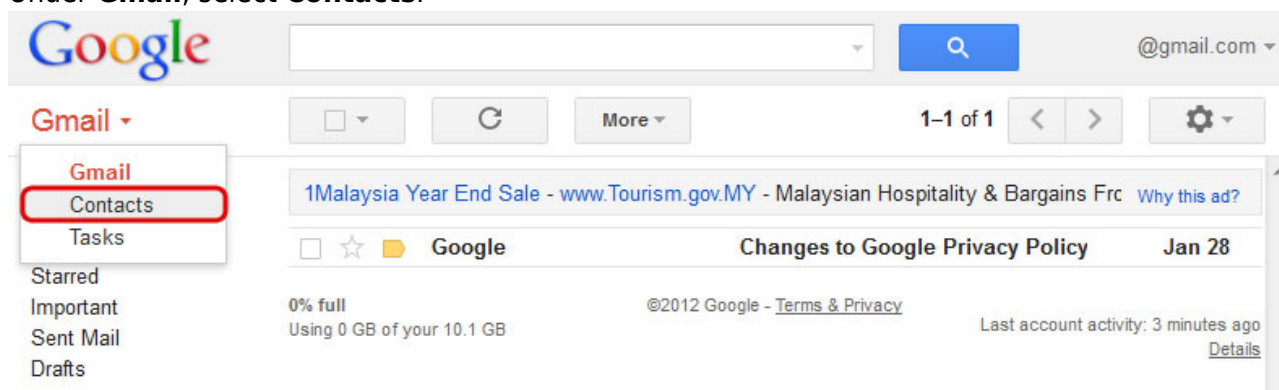 Under Gmail, select Contacts.
Google
@gmail.com
Gmail
More
1–1 of 1
Gmail
Contacts
Tasks
1Malaysia Year End Sale - www.Tourism.gov.MY - Malaysian Hospitality & Bargains Frc Why this ad?
Google Changes to Google Privacy Policy Jan 28
Starred
Important
Sent Mail
Drafts
0% full
Using 0 GB of your 10.1 GB
©2012 Google - Terms & Privacy
Last account activity: 3 minutes ago
Details